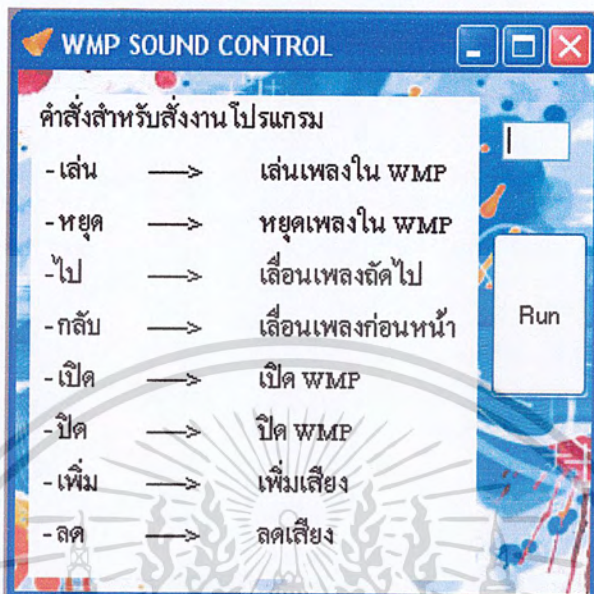 WMP SOUND CONTROL
คำสั่งสำหรับสั่งงานโปรแกรม
-เล่น ---> เล่นเพลงใน WMP
-หยุด ---> หยุดเพลงใน WMP
-ไป ---> เลื่อนเพลงถัดไป
-กลับ ---> เลื่อนเพลงก่อนหน้า
Run
-เปิด ---> เปิด WMP
-ปิด ---> ปิด WMP
-เพิ่ม ---> เพิ่มเสียง
-ลด ---> ลดเสียง